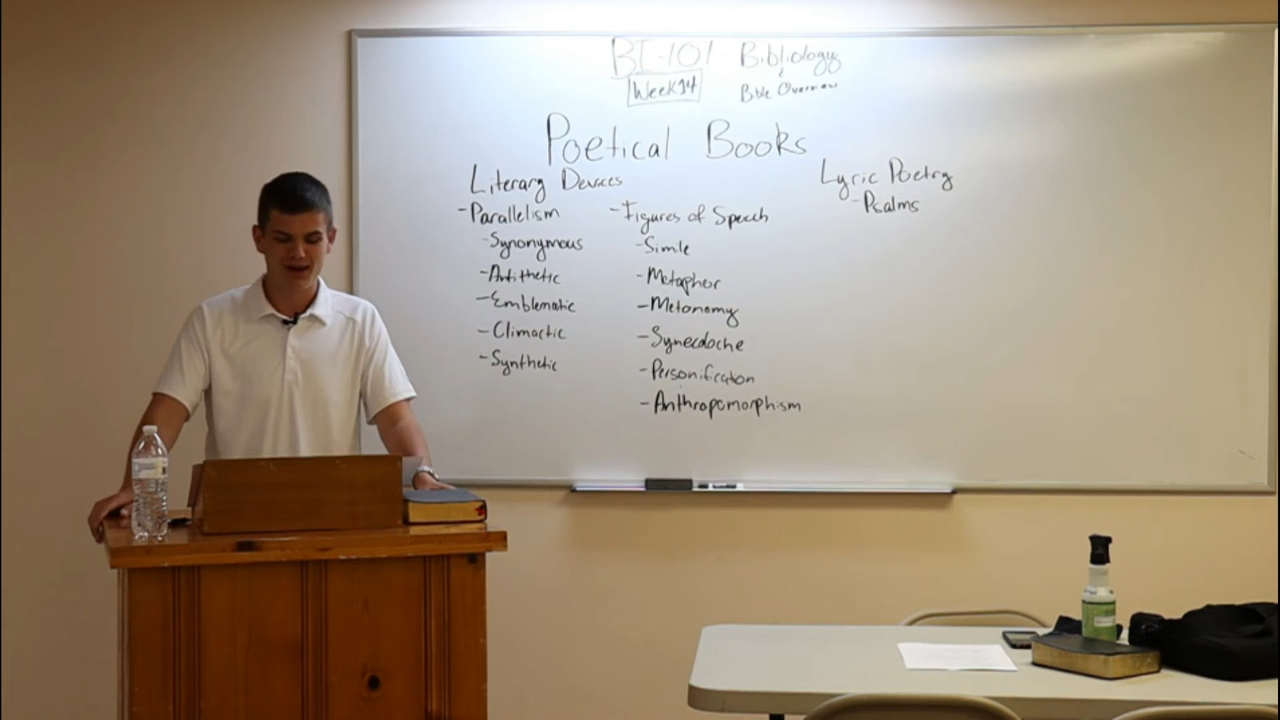 BI-101 Bibliology
&
Week 14
Bible Overview
Poetical Books
Literary Devices
-Parallelism
-Synonymous
-Antithetic
-Emblematic
-Climactic
-Synthetic
-Figures of Speech
-Simile
-Metaphor
-Metonomy
-Synecdoche
-Personification
-Anthropomorphism
Lyric Poetry
-Psalms